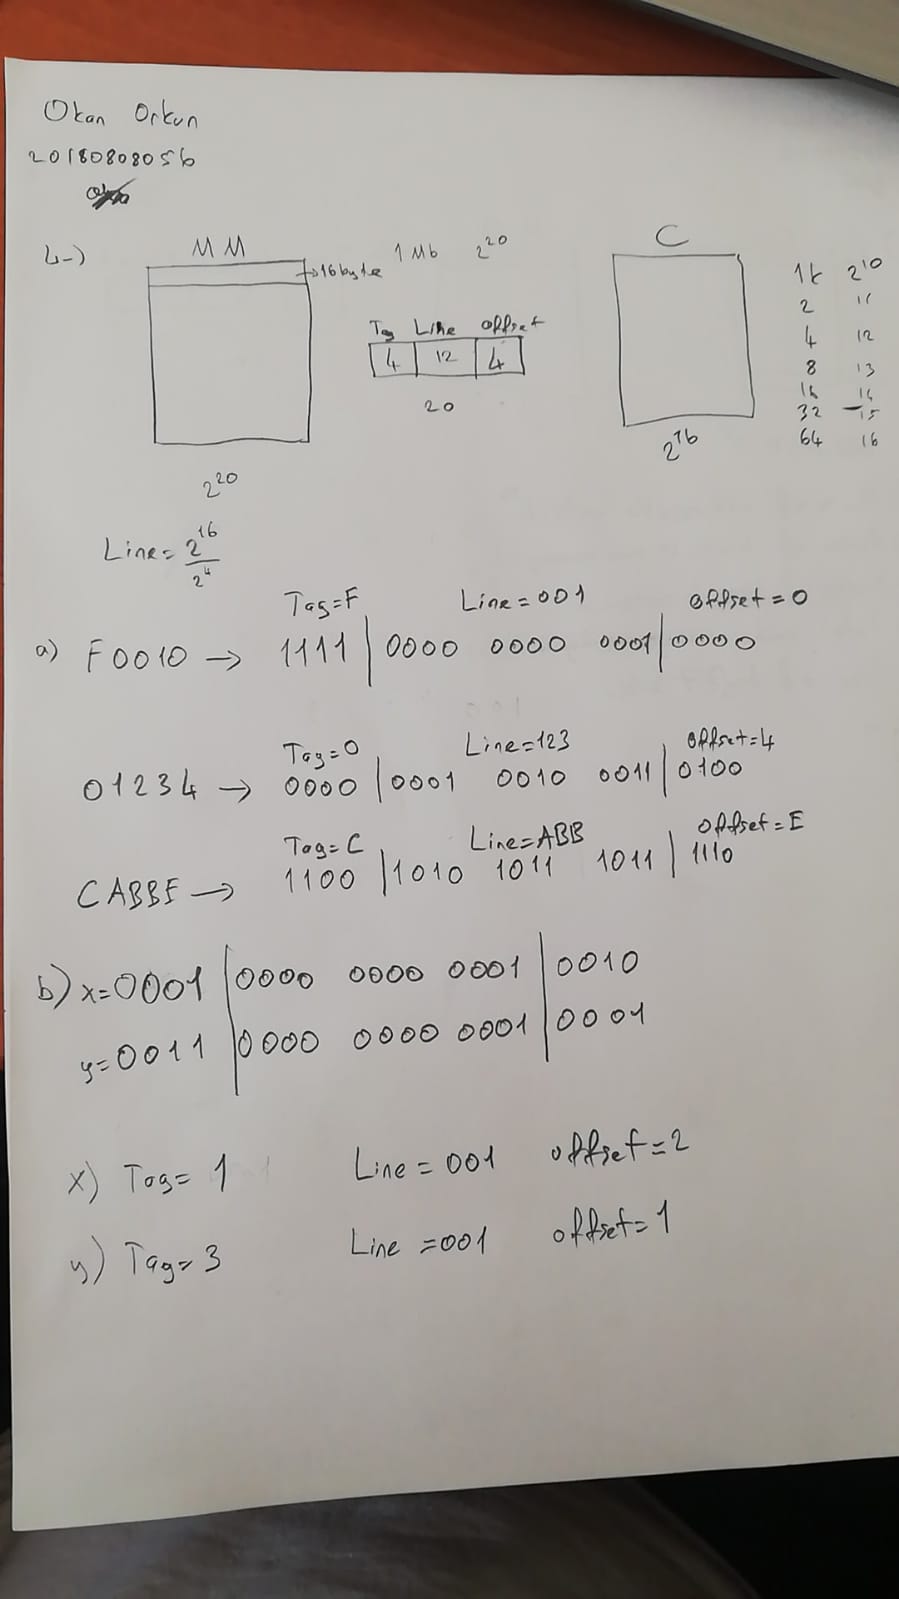 Okan Orkun
20180808056
4-)
MM
→16 byte
1 Mb 2^20
Tag Line offset
4 12 4
20
2^20
C
2^16
1k 2^10
2 11
4 12
8 13
16 14
32 15
64 16
Line = 2^16 / 2^4
Tag=F Line=001 offset=0
a) F0010 → 1111 | 0000 0000 0001 | 0000
Tag=0 Line=123 offset=4
01234 → 0000 | 0001 0010 0011 | 0100
Tag=C Line=ABB offset=E
CABBE → 1100 | 1010 1011 1011 | 1110
b) x=0001 | 0000 0000 0001 | 0010
y=0011 | 0000 0000 0001 | 0001
x) Tag= 1 Line = 001 offset=2
y) Tag= 3 Line =001 offset=1